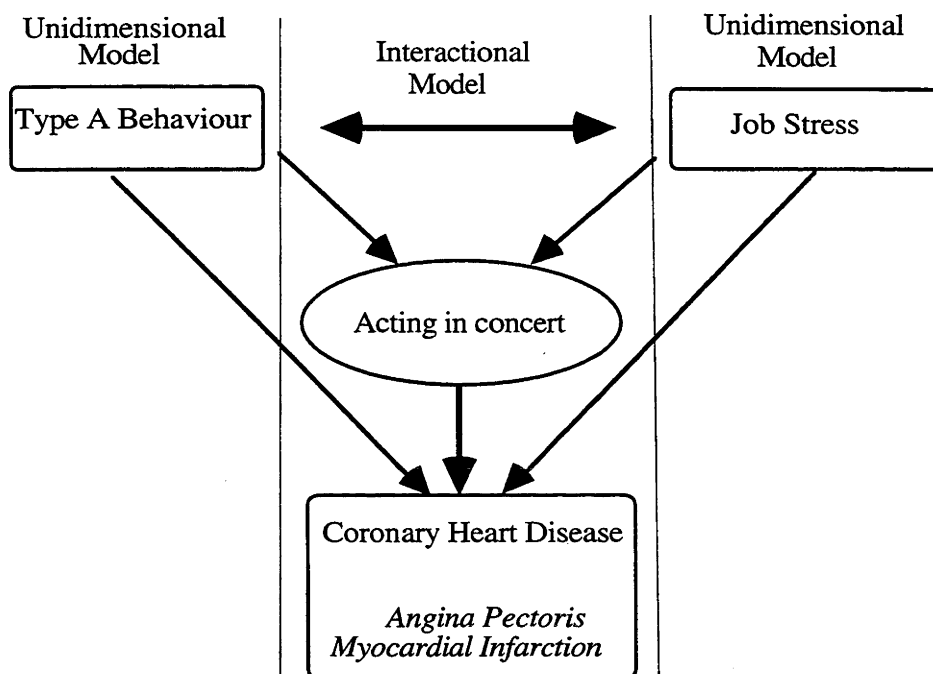 Unidimensional
Model
Type A Behaviour
Interactional
Model
Unidimensional
Model
Job Stress
Acting in concert
Coronary Heart Disease
Angina Pectoris
Myocardial Infarction